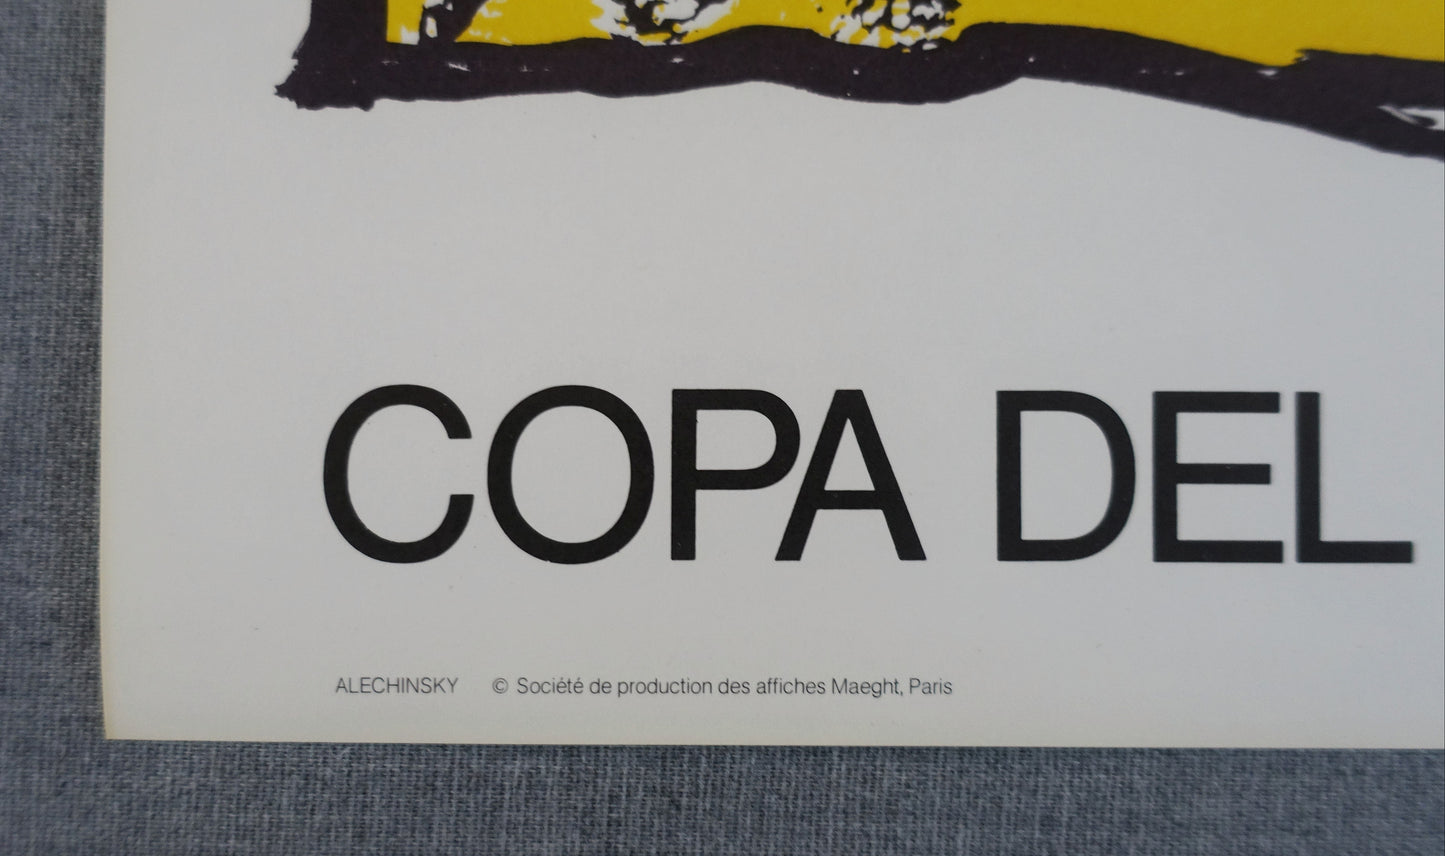 COPA DEL
ALECHINSKY © Société de production des affiches Maeght, Paris